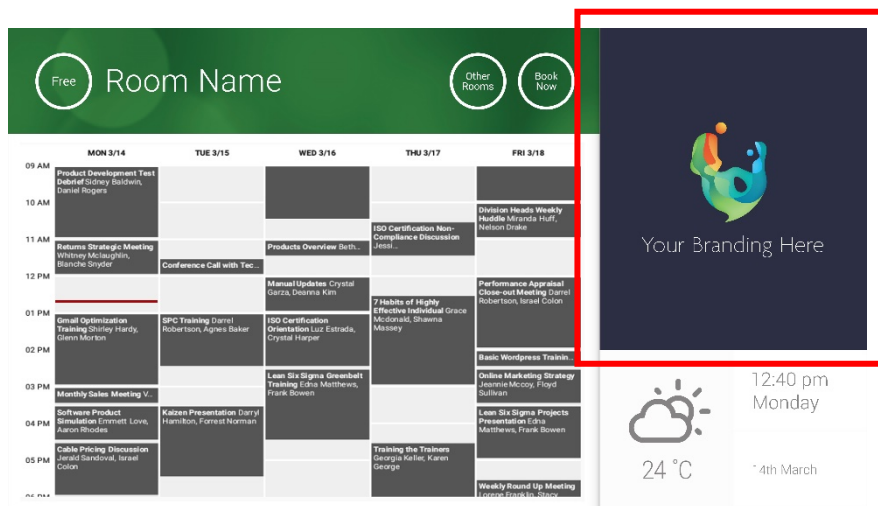 Free
Room Name
Other
Rooms
Book
Now
MON 3/14
TUE 3/15
WED 3/16
THU 3/17
FRI 3/18
09 AM
10 AM
11 AM
12 PM
01 PM
02 PM
03 PM
04 PM
05 PM
06 PM
Product Development Test
Debrief Sidney Baldwin,
Daniel Rogers
Returns Strategic Meeting
Whitney Mclaughlin,
Blanche Snyder
Gmail Optimization
Training Shirley Hardy,
Glenn Morton
Monthly Sales Meeting V..
Software Product
Simulation Emmett Love,
Aaron Rhodes
Cable Pricing Discussion
Jerald Sandoval, Israel
Colon
Conference Call with Tec...
SPC Training Darrel
Robertson, Agnes Baker
Kaizen Presentation Darryl
Hamilton, Forrest Norman
Products Overview Beth...
Manual Updates Crystal
Garza, Deanna Kim
ISO Certification
Orientation Luz Estrada,
Crystal Harper
Lean Six Sigma Greenbelt
Training Edna Matthews,
Frank Bowen
ISO Certification Non-
Compliance Discussion
Jessi...
7 Habits of Highly
Effective Individual Grace
Mcdonald, Shawna
Massey
Training the Trainers
Georgia Keller, Karen
George
Division Heads Weekly
Huddle Miranda Huff,
Nelson Drake
Performance Appraisal
Close-out Meeting Darrel
Robertson, Israel Colon
Basic Wordpress Trainin...
Online Marketing Strategy
Jeannie Mccoy, Floyd
Sullivan
Lean Six Sigma Projects
Presentation Edna
Matthews, Frank Bowen
Weekly Round Up Meeting
Lorene Franklin, Stacy
Your Branding Here
24 °C
12:40 pm
Monday
14th March